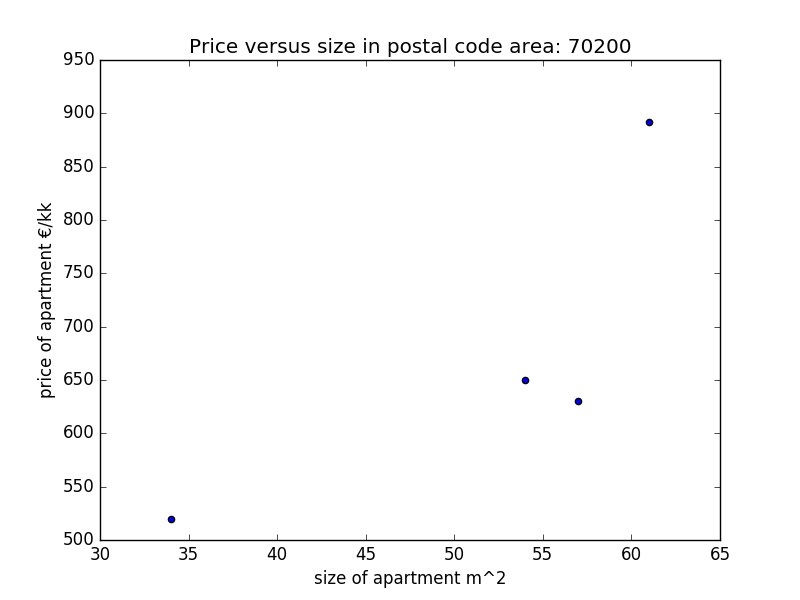 Price versus size in postal code area: 70200
950
900
850
800
750
700
650
600
550
500
price of apartment €/kk
30 35 40 45 50 55 60 65
size of apartment m^2